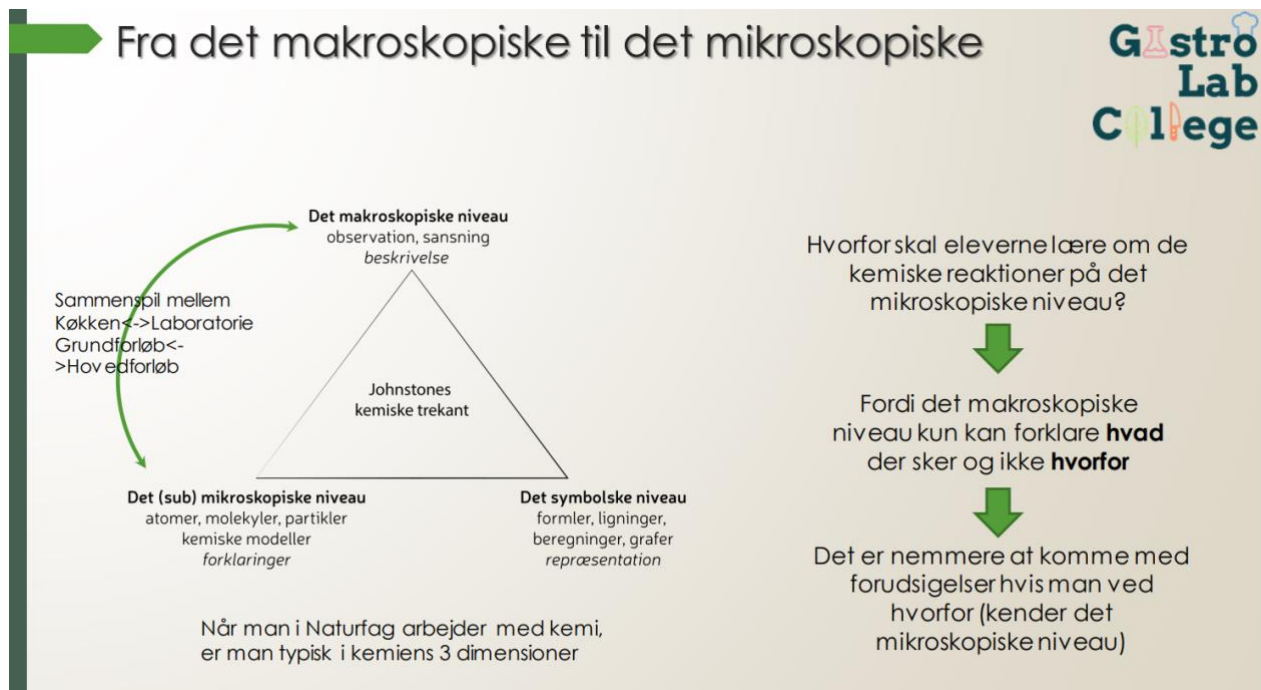 Fra det makroskopiske til det mikroskopiske
Gastro
Lab
College
Det makroskopiske niveau
observation, sansning
beskrivelse
Sammenspil mellem
Køkken<->Laboratorie
Grundforløb<-
>Hovedforløb
Johnstones
kemiske trekant
Det (sub) mikroskopiske niveau
atomer, molekyler, partikler
kemiske modeller
forklaringer
Det symbolske niveau
formler, ligninger,
beregninger, grafer
repræsentation
Når man i Naturfag arbejder med kemi,
er man typisk i kemiens 3 dimensioner
Hvorfor skal eleverne lære om de
kemiske reaktioner på det
mikroskopiske niveau?
Fordi det makroskopiske
niveau kun kan forklare hvad
der sker og ikke hvorfor
Det er nemmere at komme med
forudsigelser hvis man ved
hvorfor (kender det
mikroskopiske niveau)